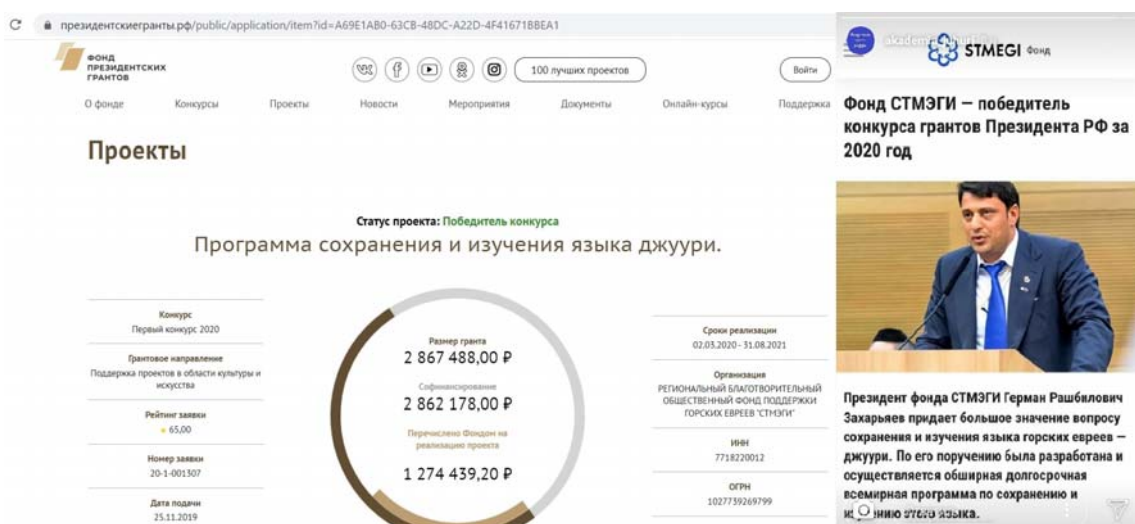 президентскиегранты.рф/public/application/item?id=A69E1AB0-63CB-48DC-A22D-4F41671BBEA1
ФОНД
ПРЕЗИДЕНТСКИХ
ГРАНТОВ
100 лучших проектов
Войти
О фонде Конкурсы Проекты Новости Мероприятия Документы Онлайн-курсы Поддержка
Проекты
Статус проекта: Победитель конкурса
Программа сохранения и изучения языка джуури.
Конкурс
Первый конкурс 2020
Грантовое направление
Поддержка проектов в области культуры и
искусства
Рейтинг заявки
65,00
Номер заявки
20-1-001307
Дата подачи
25.11.2019
Размер гранта
2 867 488,00 ₽
Софинансирование
2 862 178,00 ₽
Перечислено Фондом на
реализацию проекта
1 274 439,20 ₽
Сроки реализации
02.03.2020 - 31.08.2021
Организация
РЕГИОНАЛЬНЫЙ БЛАГОТВОРИТЕЛЬНЫЙ
ОБЩЕСТВЕННЫЙ ФОНД ПОДДЕРЖКИ
ГОРСКИХ ЕВРЕЕВ "СТМЭГИ"
ИНН
7718220012
ОГРН
1027739269799
STMEGI Фонд
Фонд СТМЭГИ — победитель
конкурса грантов Президента РФ за
2020 год
Президент фонда СТМЭГИ Герман Рашбилович
Захарьяев придает большое значение вопросу
сохранения и изучения языка горских евреев —
джуури. По его поручению была разработана и
осуществляется обширная долгосрочная
всемирная программа по сохранению и
изучению этого языка.